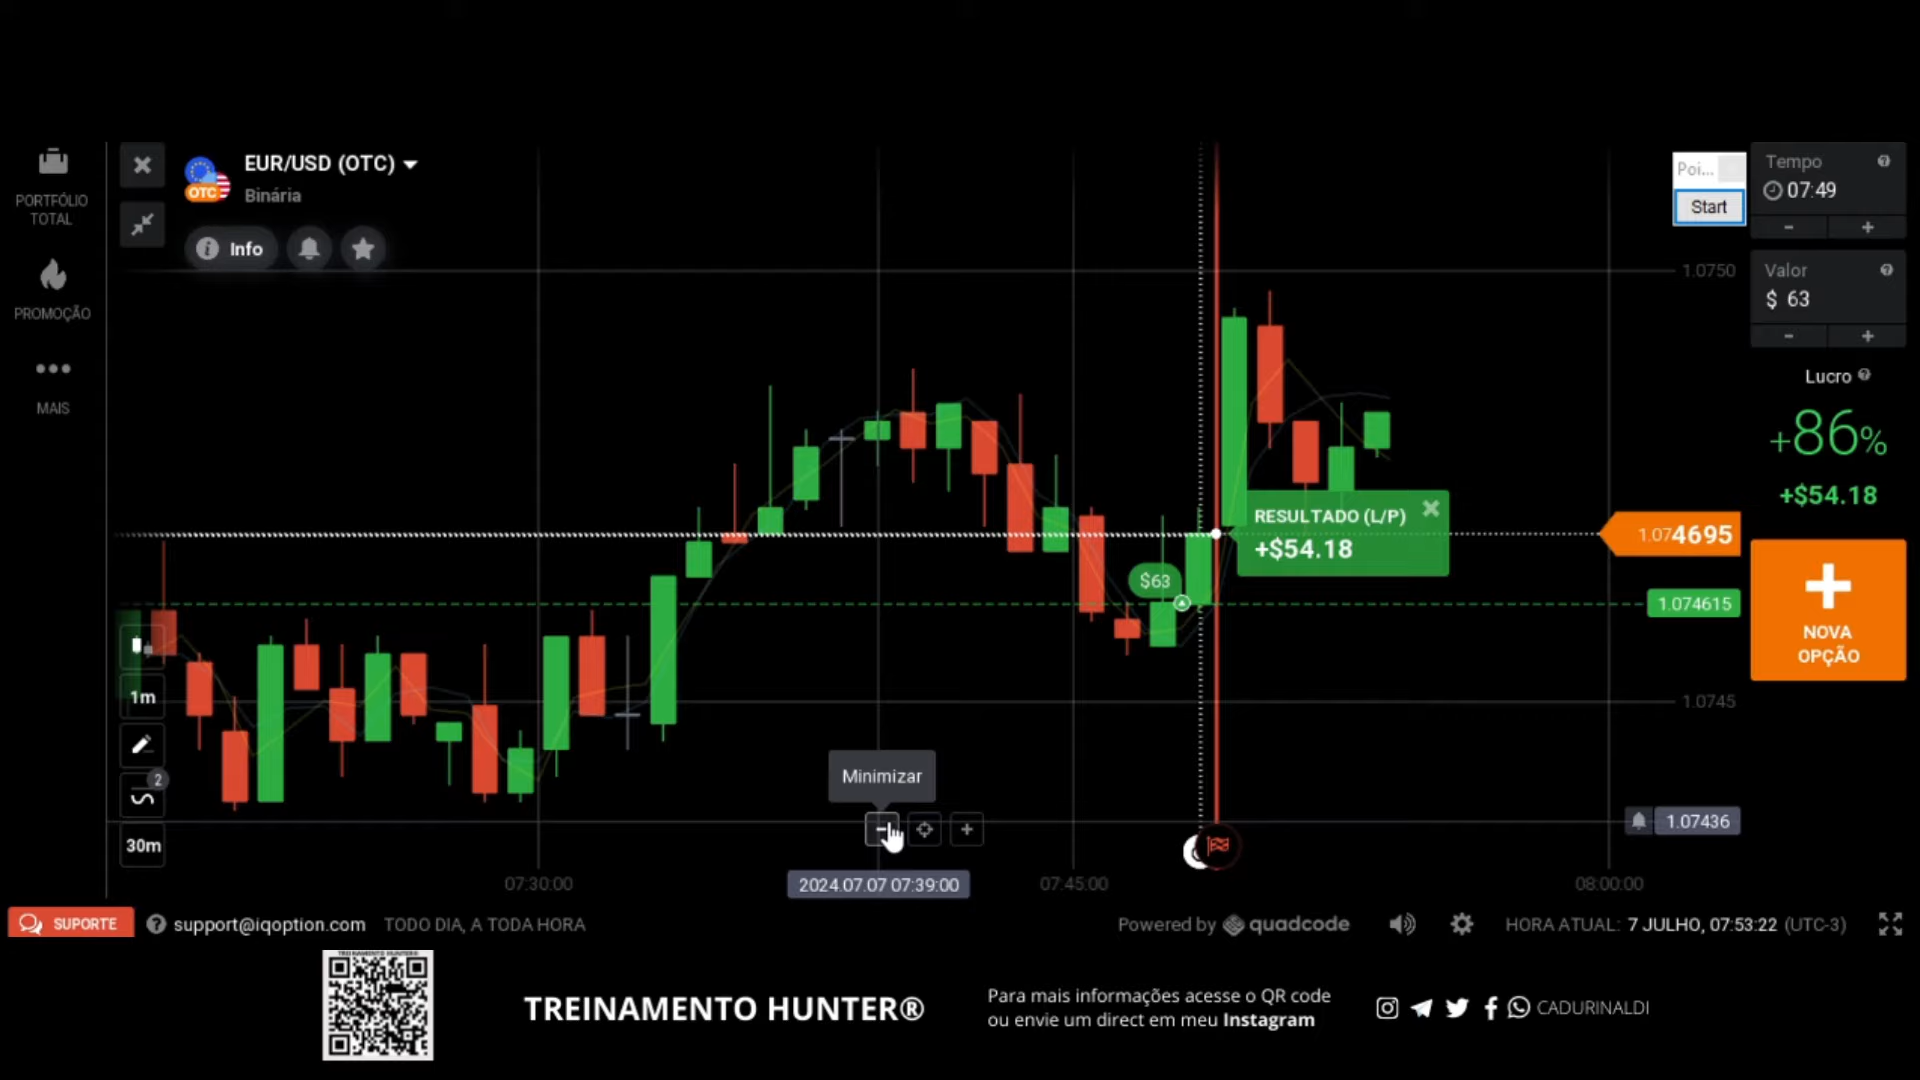 PORTFÓLIO
TOTAL
PROMOÇÃO
MAIS
EUR/USD (OTC)
OTC
Binária
Info
Poi...
Start
Tempo
07:49
Valor
$ 63
Lucro
+86%
+$54.18
NOVA
OPÇÃO
1.0750
1.074695
1.074615
1.0745
1.07436
RESULTADO (L/P)
+$54.18
$63
1m
2
30m
Minimizar
07:30:00
2024.07.07 07:39:00
07:45:00
08:00:00
SUPORTE
support@iqoption.com
TODO DIA, A TODA HORA
Powered by quadcode
HORA ATUAL: 7 JULHO, 07:53:22 (UTC-3)
TREINAMENTO HUNTER®
TREINAMENTO HUNTER®
Para mais informações acesse o QR code
ou envie um direct em meu Instagram
CADURINALDI